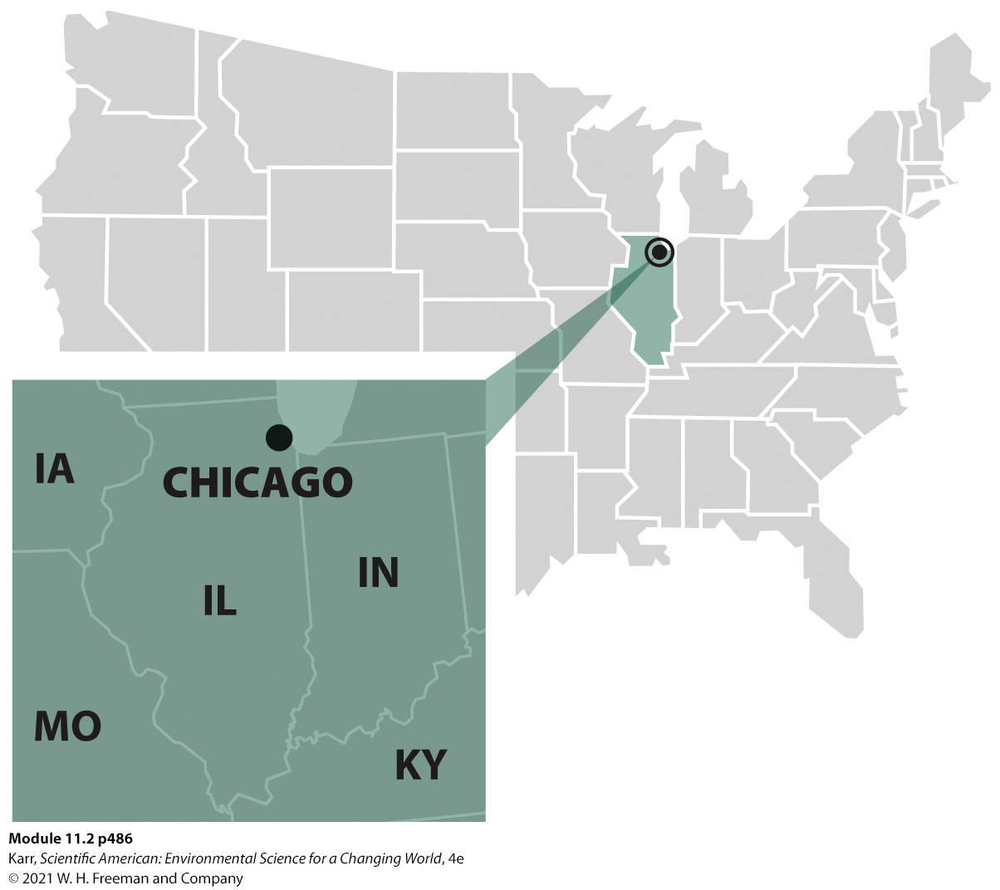 IA
CHICAGO
IN
IL
MO
KY
Module 11.2 p486
Karr, Scientific American: Environmental Science for a Changing World, 4e
© 2021 W. H. Freeman and Company